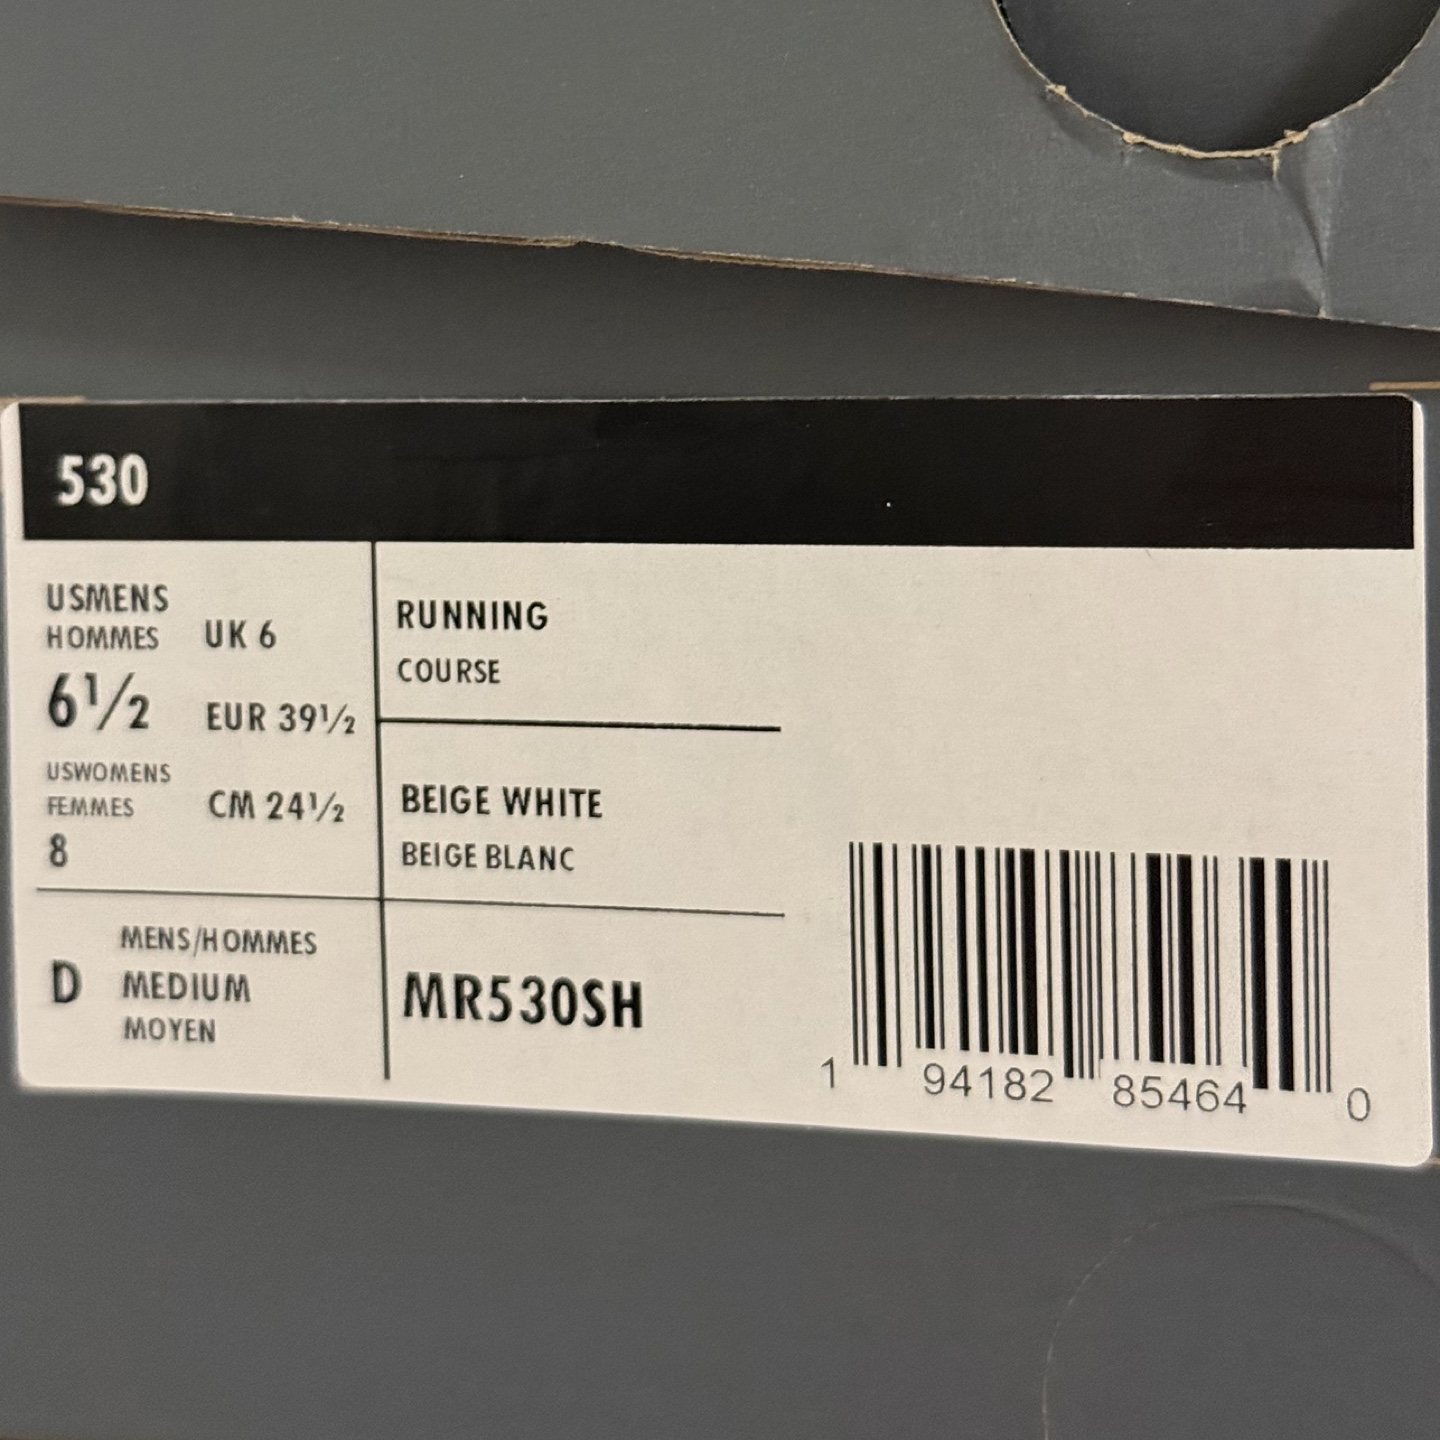 530
USMENS
HOMMES
6½
USWOMENS
FEMMES
8
UK 6
EUR 39½
CM 24½
D
MENS/HOMMES
MEDIUM
MOYEN
RUNNING
COURSE
BEIGE WHITE
BEIGE BLANC
MR530SH
1 94182 85464 0